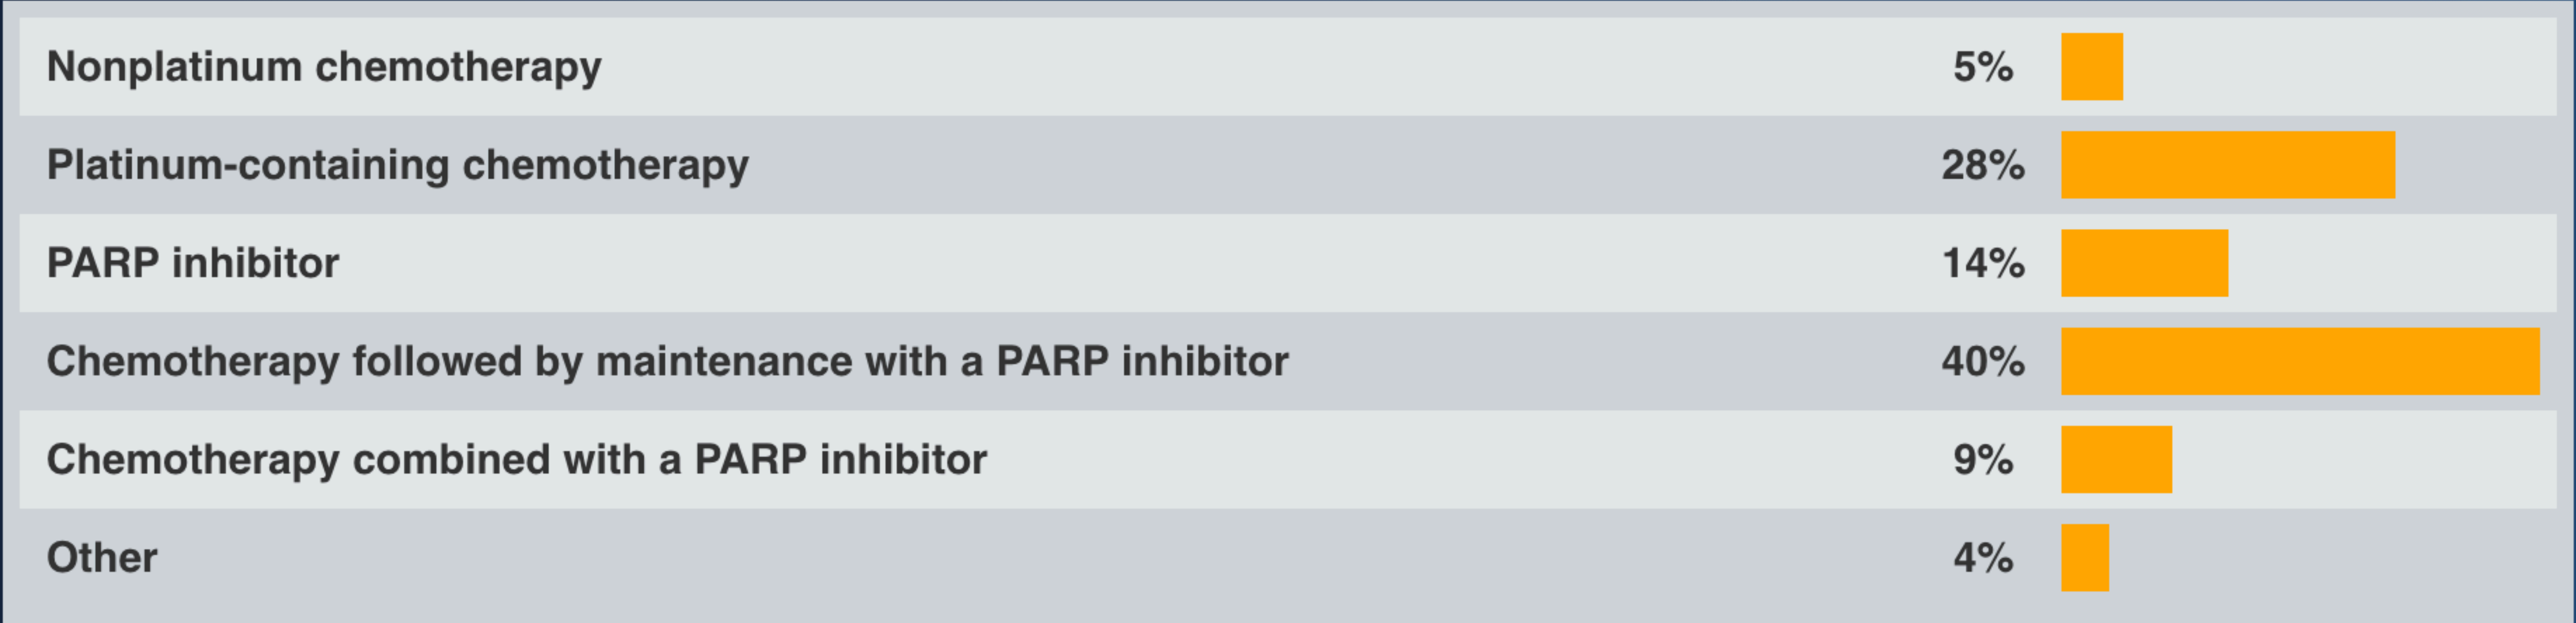 Nonplatinum chemotherapy 5%
Platinum-containing chemotherapy 28%
PARP inhibitor 14%
Chemotherapy followed by maintenance with a PARP inhibitor 40%
Chemotherapy combined with a PARP inhibitor 9%
Other 4%